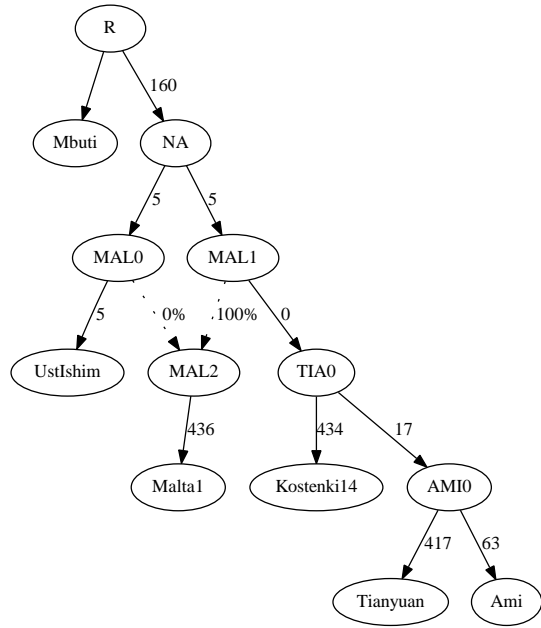 R
160
Mbuti
NA
5
5
MAL0
MAL1
5
0%
100%
0
UstIshim
MAL2
TIA0
436
434
17
Malta1
Kostenki14
AMI0
417
63
Tianyuan
Ami